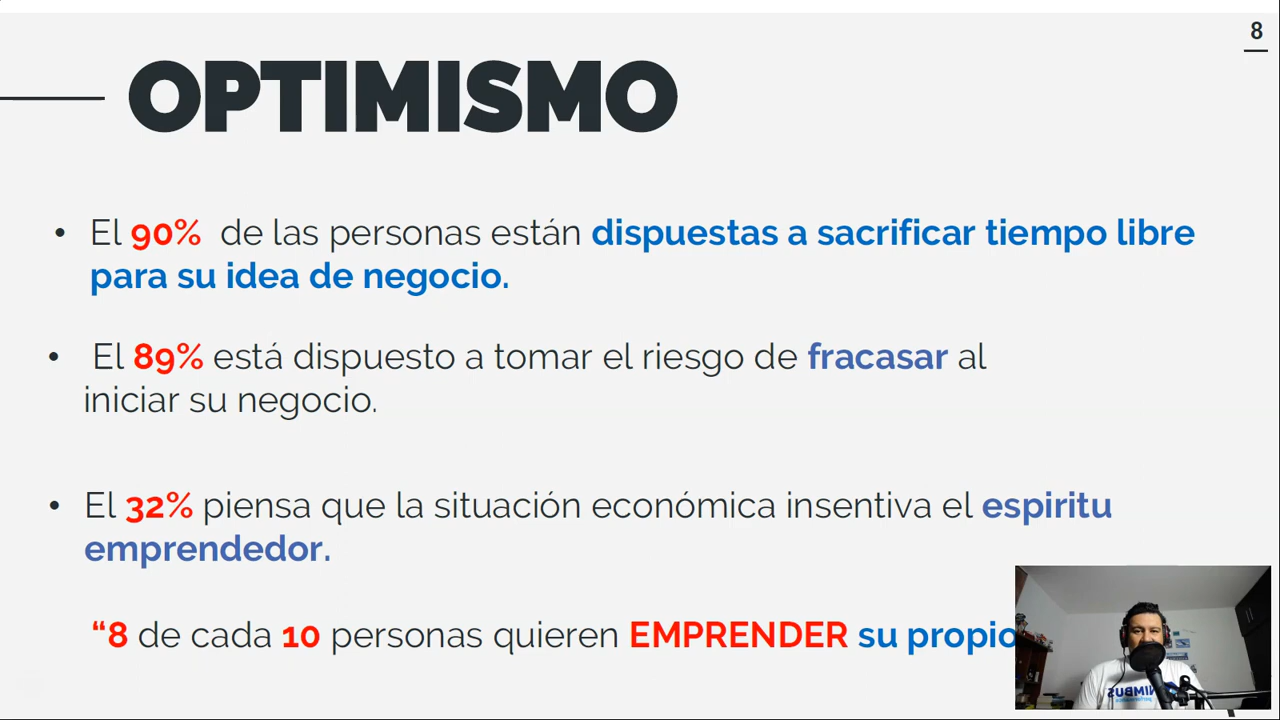 8
OPTIMISMO
• El 90% de las personas están dispuestas a sacrificar tiempo libre
para su idea de negocio.
• El 89% está dispuesto a tomar el riesgo de fracasar al
iniciar su negocio.
• El 32% piensa que la situación económica insentiva el espiritu
emprendedor.
“8 de cada 10 personas quieren EMPRENDER su propio
NIMBUS